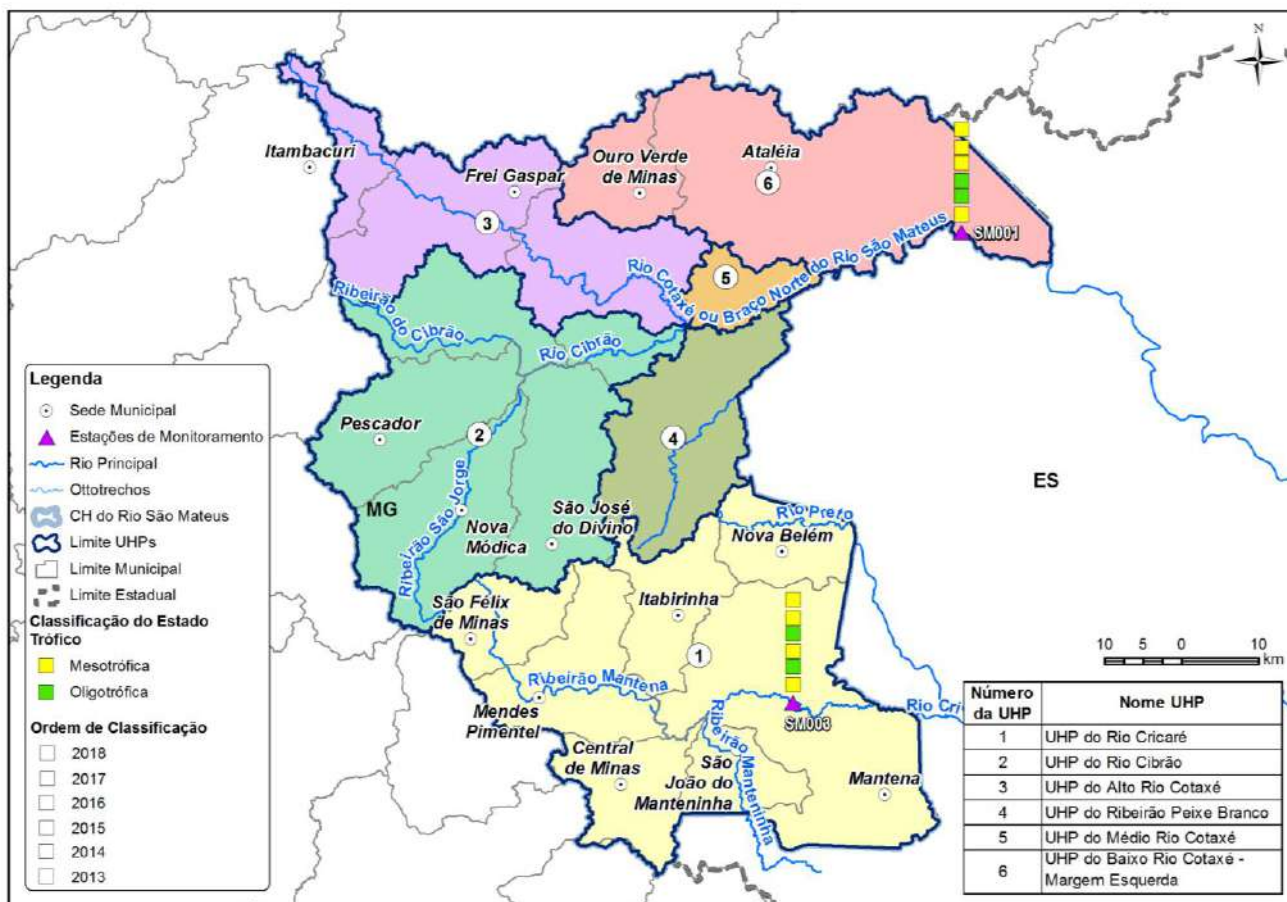 N
Itambacuri
Frei Gaspar
Ouro Verde
de Minas
Ataléia
6
3
SM001
5
Rio Cotaxé ou Braço Norte do Rio São Mateus
Ribeirão do Cibrão
Rio Cibrão
Pescador
2
4
MG
Ribeirão São Jorge
Nova
Módica
São José
do Divino
ES
Rio Preto
Nova Belém
São Félix
de Minas
Itabirinha
1
Ribeirão Mantena
Mendes
Pimentel
SM003
Rio Cri
Ribeirão Manteninha
Central
de Minas
São
João do
Manteninha
Mantena
10 5 0 10
km
Legenda
Sede Municipal
Estações de Monitoramento
Rio Principal
Ottotrechos
CH do Rio São Mateus
Limite UHPs
Limite Municipal
Limite Estadual
Classificação do Estado
Trófico
Mesotrófica
Oligotrófica
Ordem de Classificação
2018
2017
2016
2015
2014
2013
Número da UHP Nome UHP
1 UHP do Rio Cricaré
2 UHP do Rio Cibrão
3 UHP do Alto Rio Cotaxé
4 UHP do Ribeirão Peixe Branco
5 UHP do Médio Rio Cotaxé
6 UHP do Baixo Rio Cotaxé -
Margem Esquerda